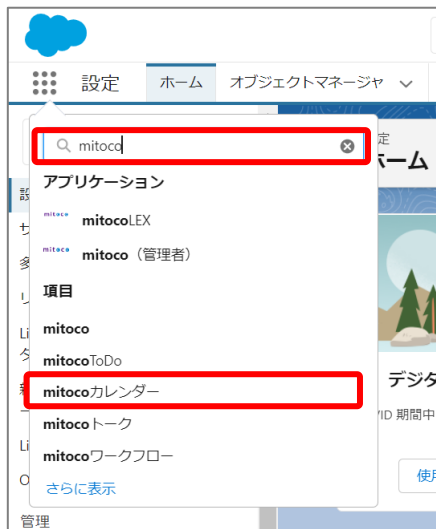 設定 ホーム オブジェクトマネージャ
mitoco
アプリケーション
mitoco mitocoLEX
mitoco mitoco（管理者）
項目
mitoco
mitocoToDo
mitocoカレンダー
mitocoトーク
mitocoワークフロー
さらに表示
管理
定
ホーム
デジタ
ID 期間中
使用